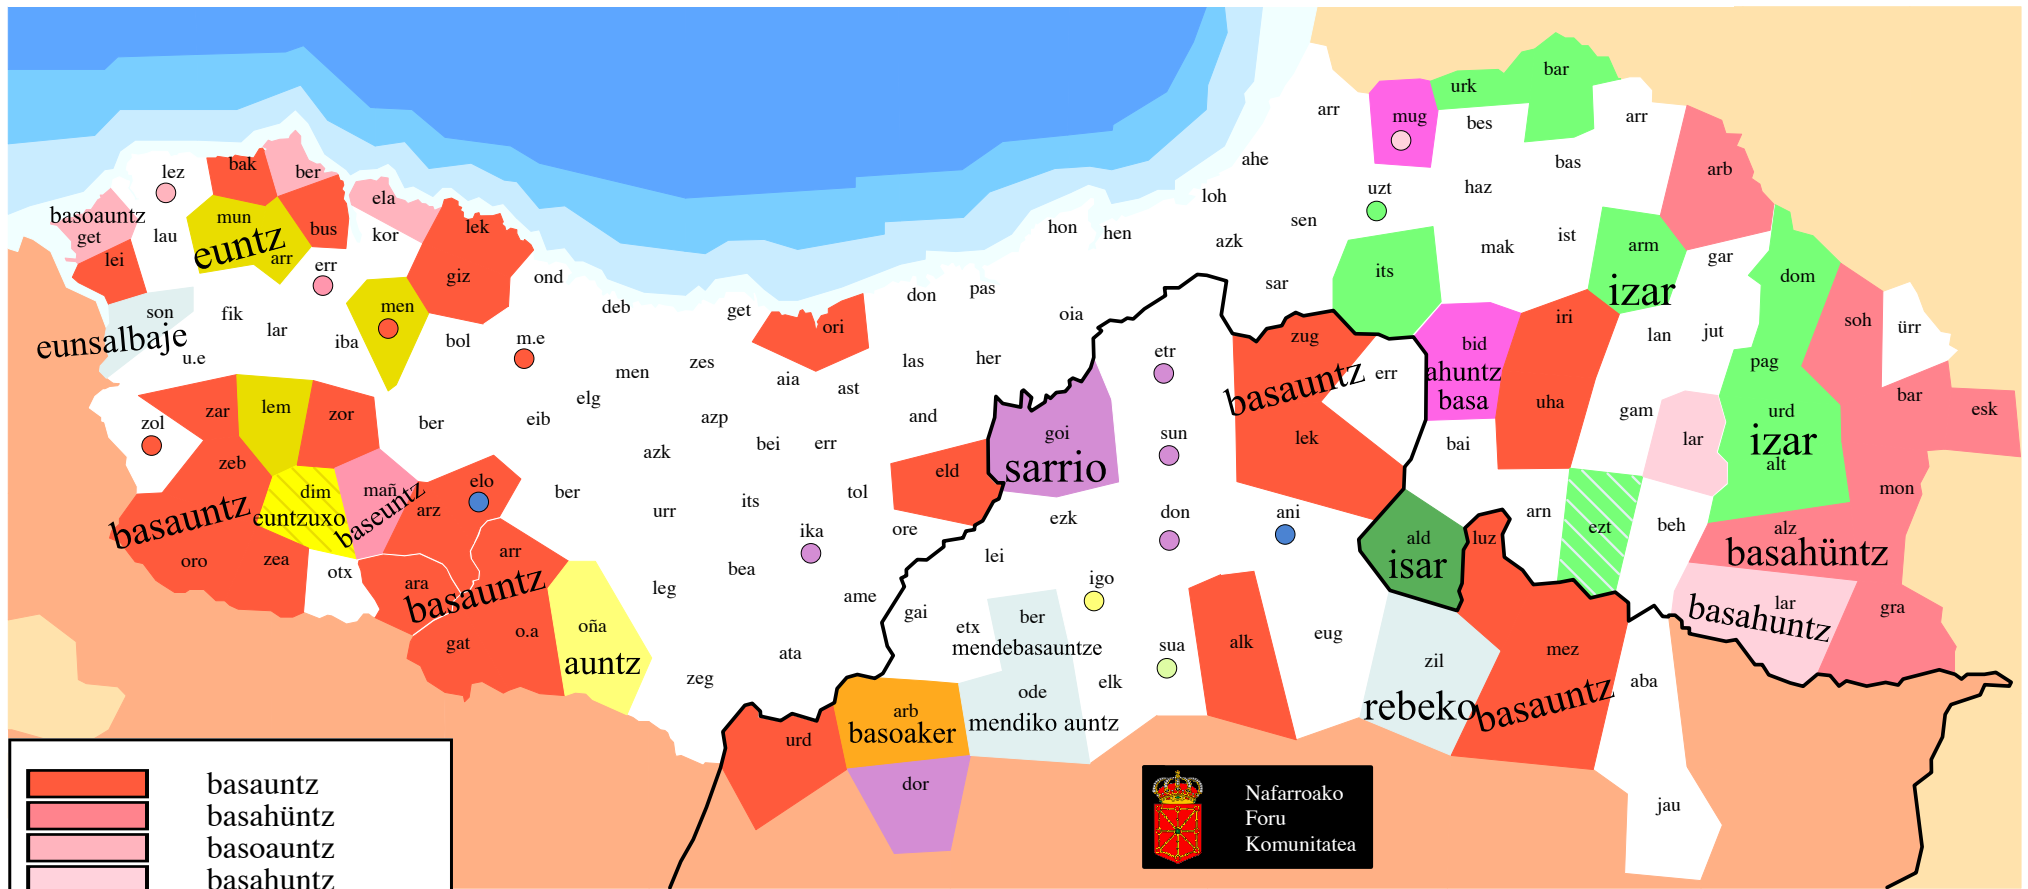 bar
urk
arr
mug
arr
bes
ahe
bas
arb
bak
lez
ber
haz
uzt
loh
ela
basoauntz
mun
get
lau
euntz
bus
kor
lek
hon
hen
azk
sen
mak
ist
arm
gar
lei
arr
err
giz
ond
its
dom
izar
sar
don
pas
son
fik
men
deb
get
oia
eunsalbaje
lar
iba
bol
m.e
ori
zug
iri
soh
ürr
lan
jut
u.e
zes
las
her
etr
bid
pag
men
aia
ast
err
ahuntz
basauntz
basa
elg
uha
bar
zar
lem
zor
zol
ber
eib
azp
and
gam
urd
esk
bei
err
goi
sun
lek
bai
lar
izar
zeb
azk
eld
sarrio
alt
dim
mañ
elo
ber
its
tol
mon
basauntz
euntzuxo
baseuntz
arz
urr
ika
ore
ezk
don
ani
arn
ezt
beh
alz
ald
luz
basahüntz
oro
zea
otx
arr
bea
lei
isar
ara
basauntz
leg
ame
igo
gai
lar
basahuntz
gra
gat
o.a
oña
etx
ber
eug
mendebasauntze
sua
alk
mez
auntz
ata
zil
zeg
ode
elk
aba
arb
rebeko
basauntz
basoaker
mendiko auntz
urd
dor
jau
Nafarroako
Foru
Komunitatea
basauntz
basahüntz
basoauntz
basahuntz